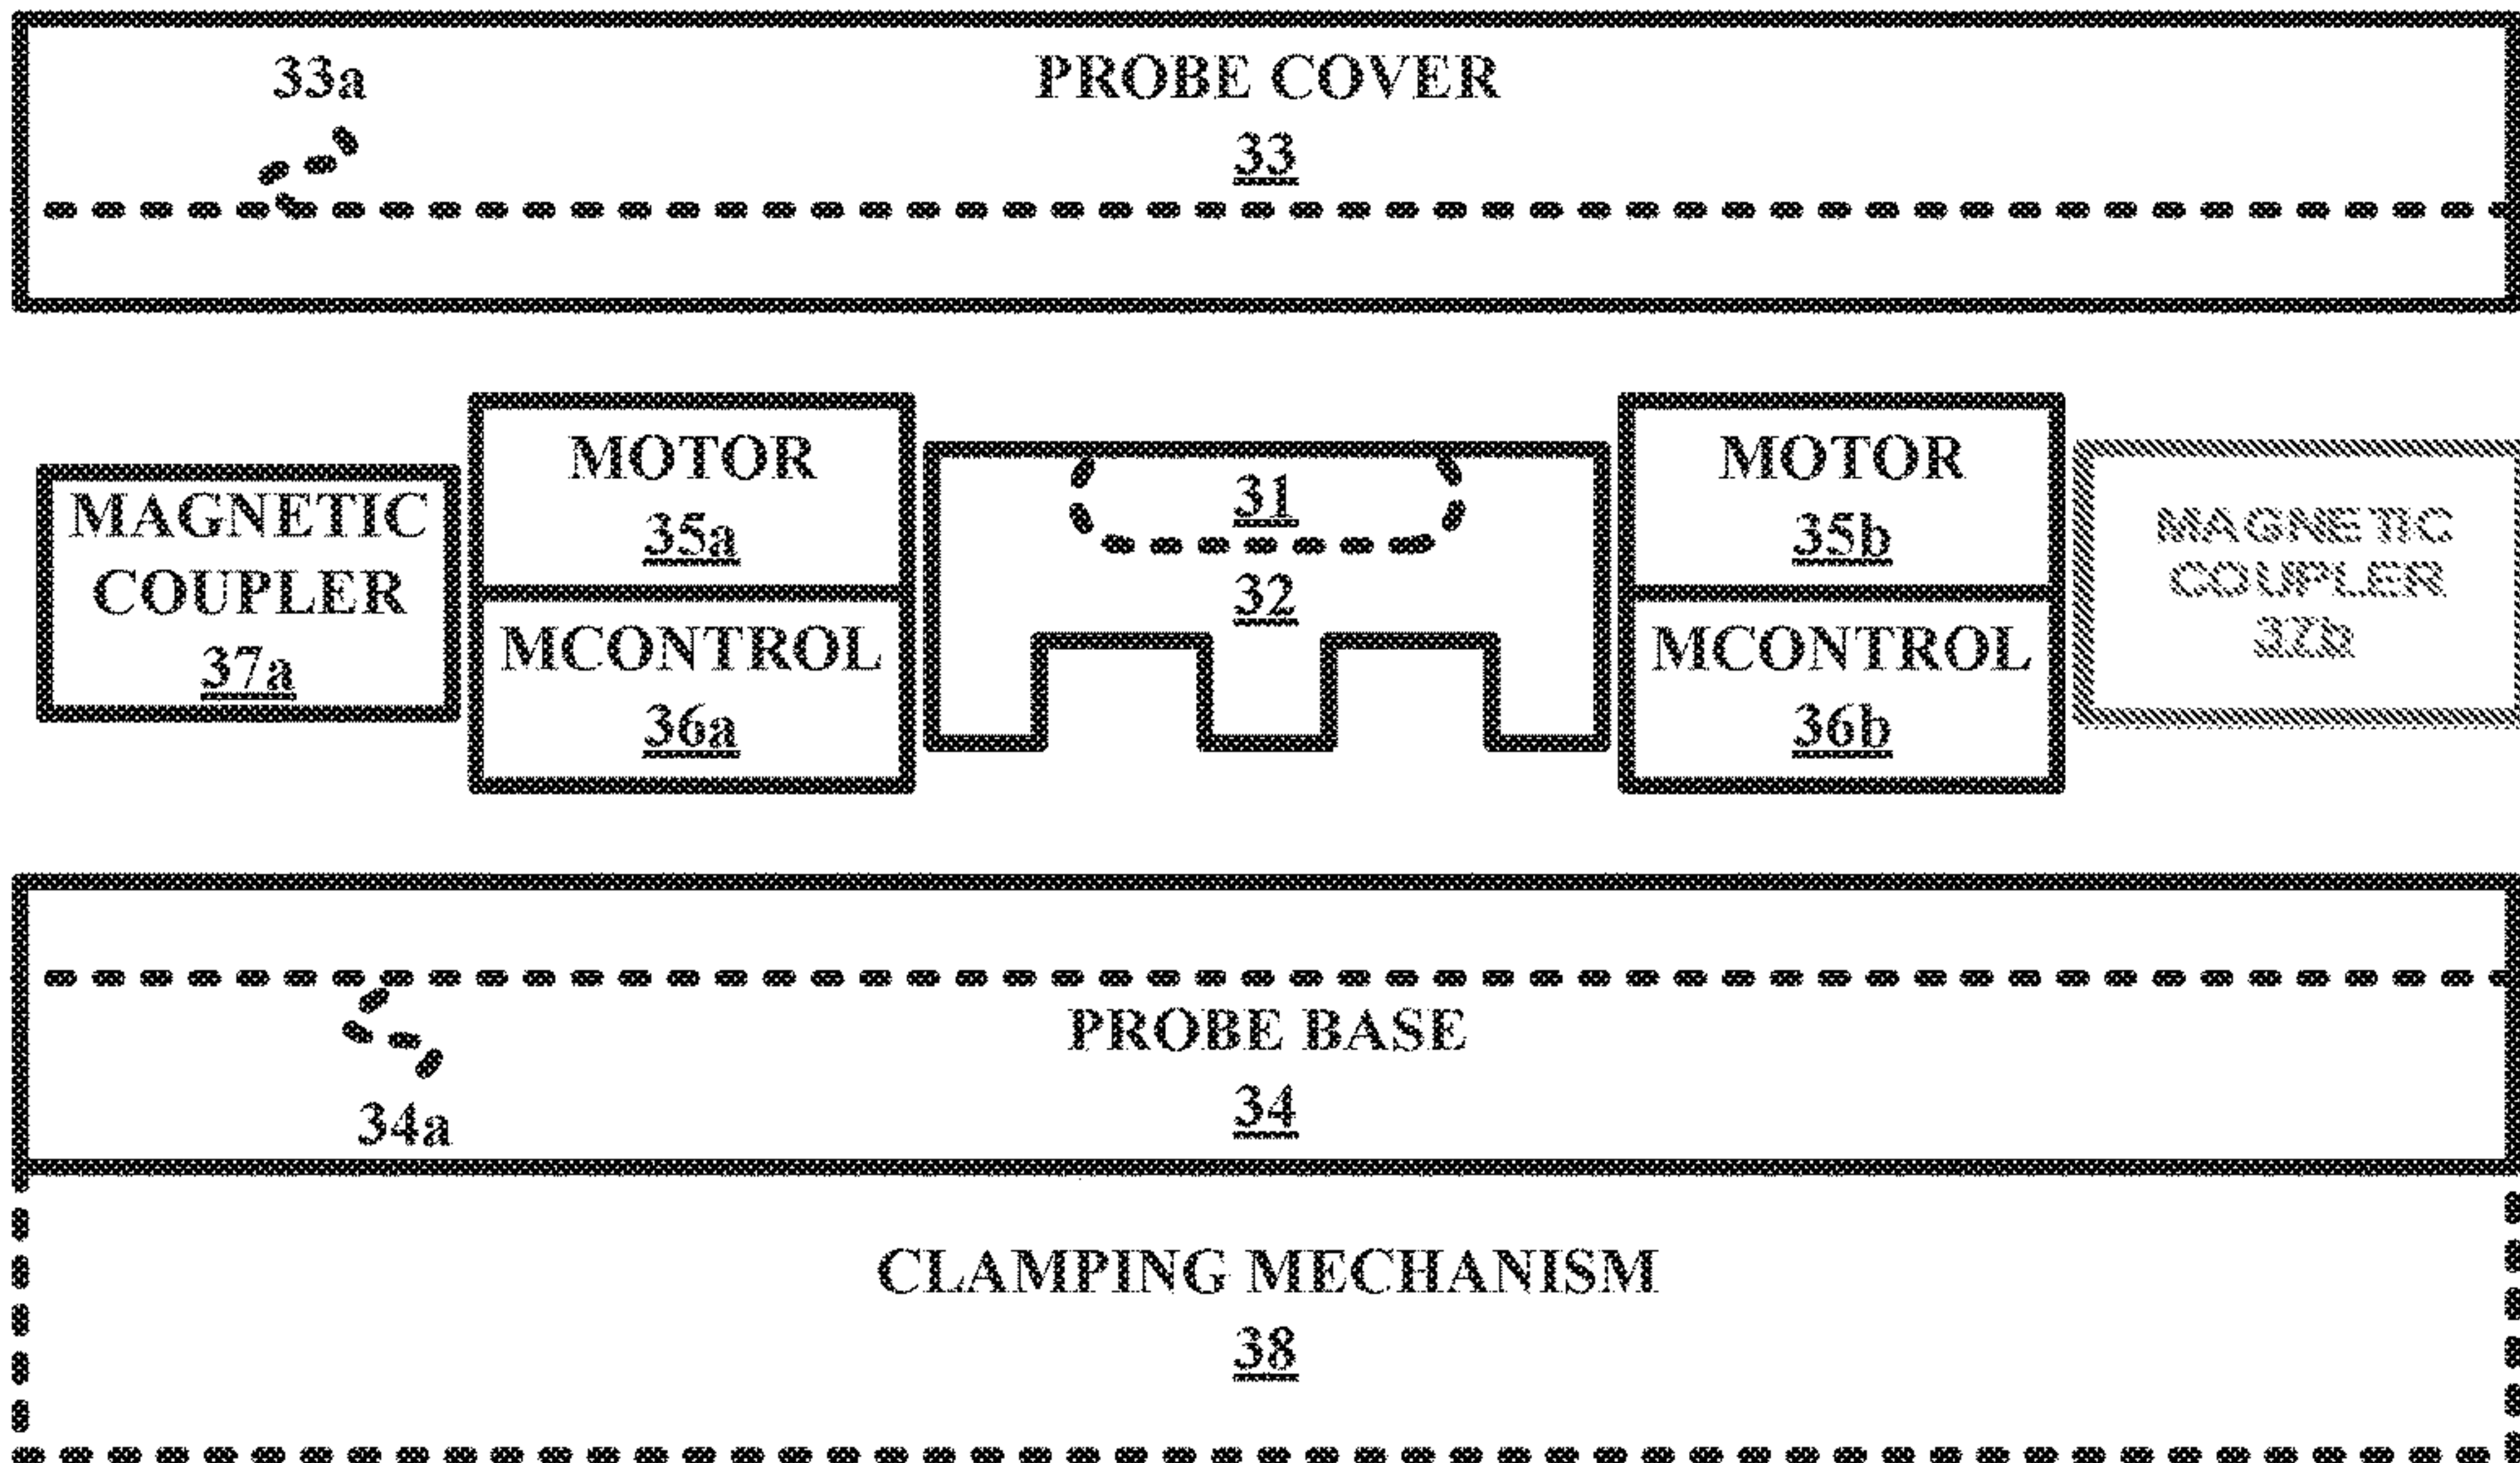 33a
PROBE COVER
33
MAGNETIC
COUPLER
37a
MOTOR
35a
MCONTROL
36a
31
32
MOTOR
35b
MCONTROL
36b
MAGNETIC
COUPLER
37b
PROBE BASE
34
34a
CLAMPING MECHANISM
38